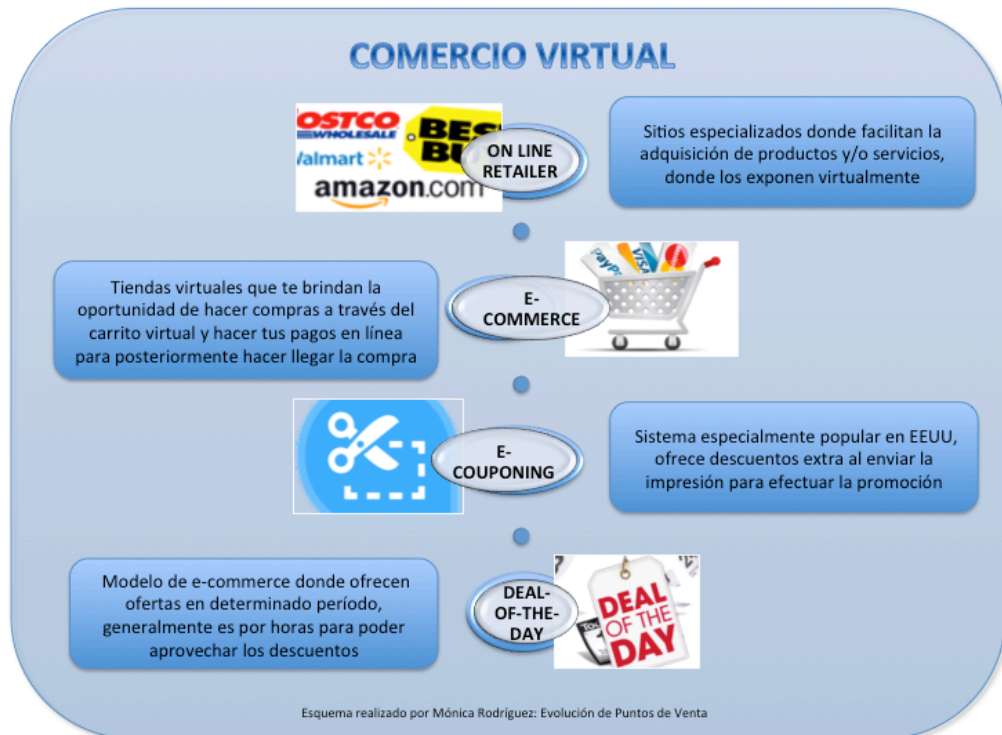 COMERCIO VIRTUAL
OSTCO
WHOLESALE
BES
BU
Walmart
amazon.com
ON LINE
RETAILER
Sitios especializados donde facilitan la
adquisición de productos y/o servicios,
donde los exponen virtualmente
Tiendas virtuales que te brindan la
oportunidad de hacer compras a través del
carrito virtual y hacer tus pagos en línea
para posteriormente hacer llegar la compra
E-
COMMERCE
PayP
VISA
E-
COUPONING
Sistema especialmente popular en EEUU,
ofrece descuentos extra al enviar la
impresión para efectuar la promoción
Modelo de e-commerce donde ofrecen
ofertas en determinado período,
generalmente es por horas para poder
aprovechar los descuentos
DEAL-
OF-THE-
DAY
DEAL
OF THE
DAY
Esquema realizado por Mónica Rodríguez: Evolución de Puntos de Venta